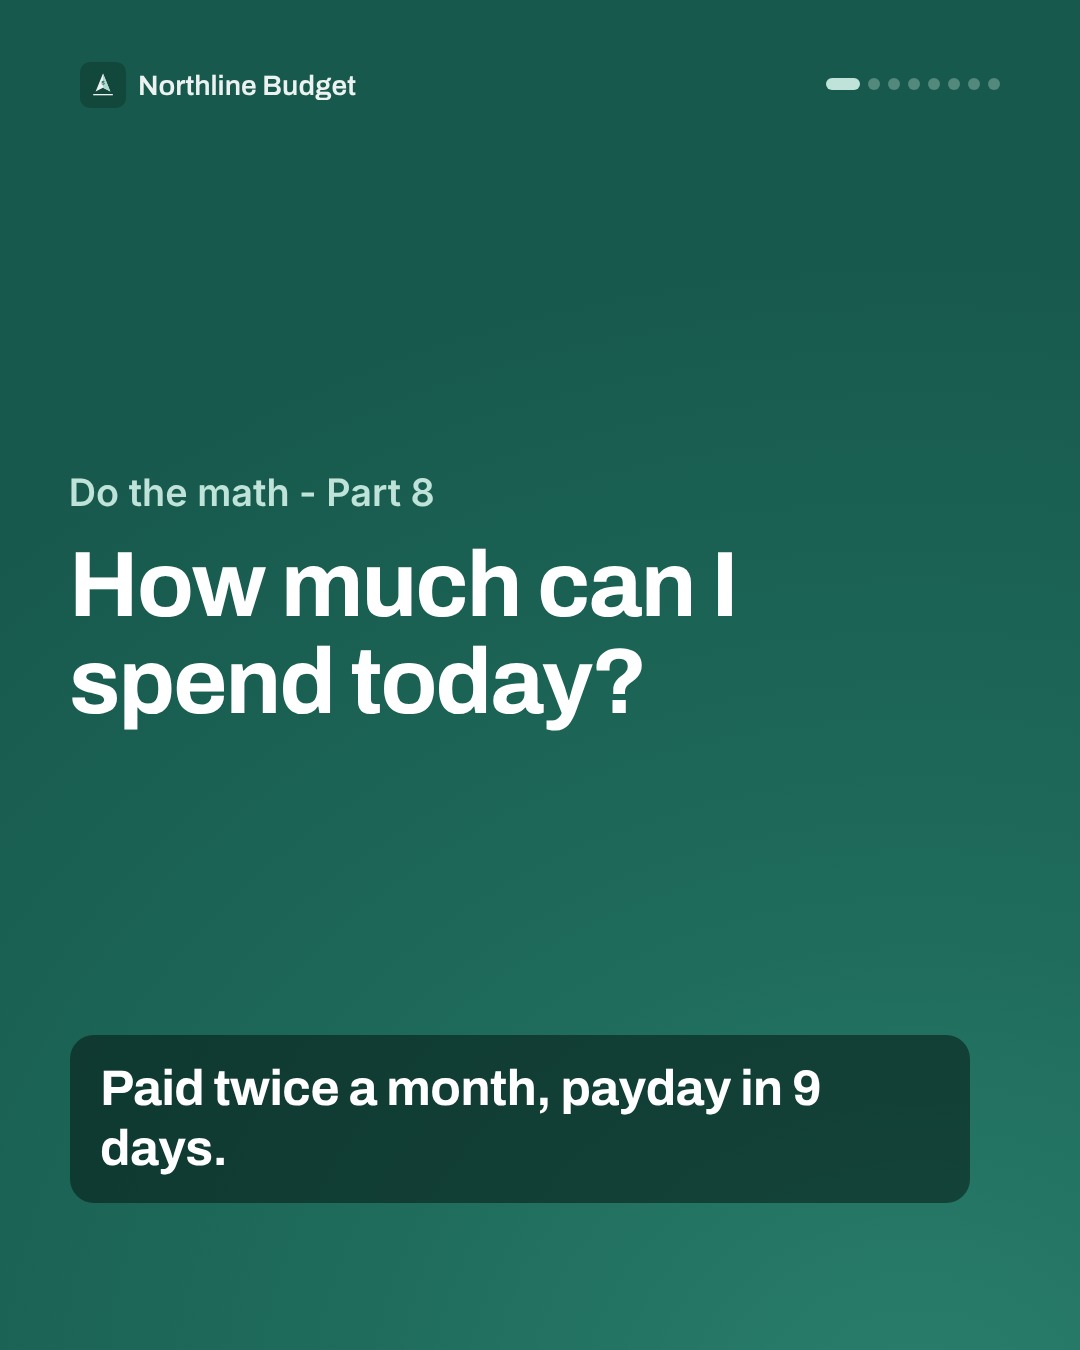 Northline Budget
Do the math - Part 8
How much can I
spend today?
Paid twice a month, payday in 9
days.